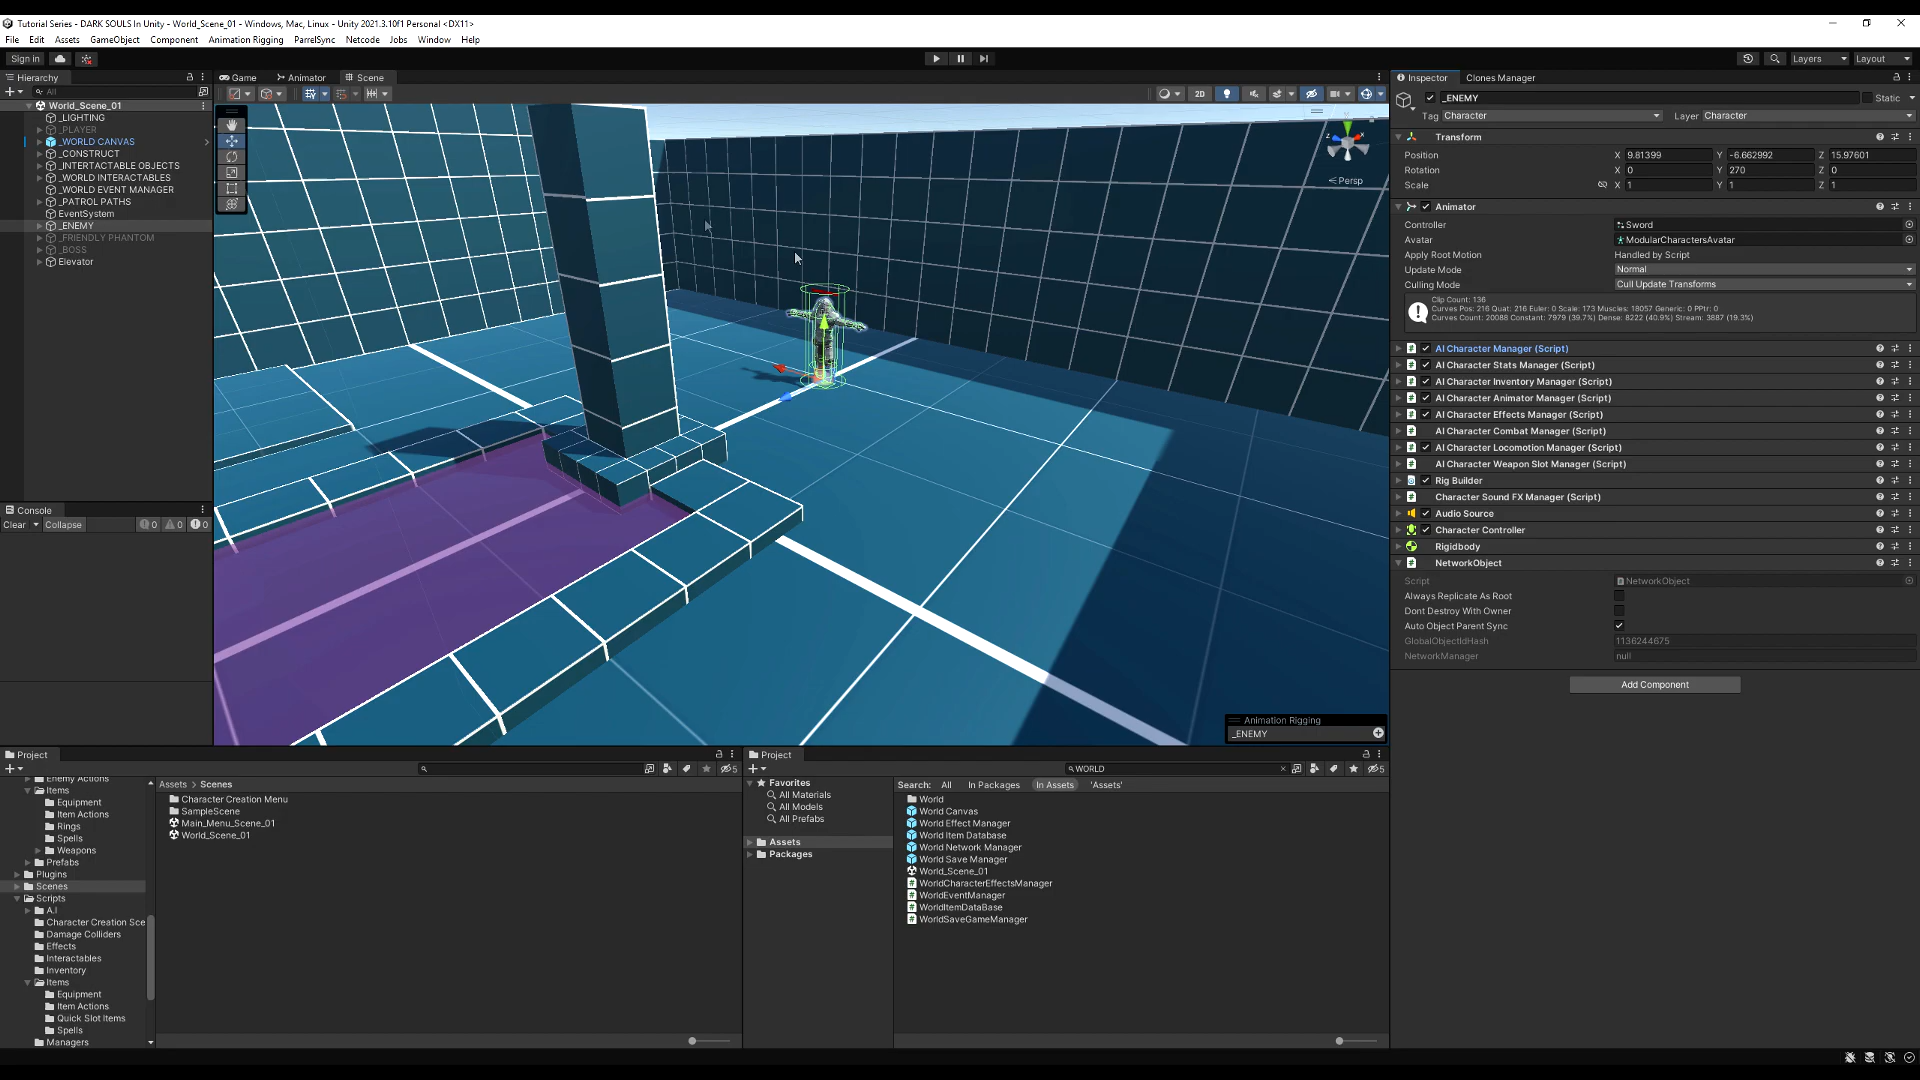 Tutorial Series - DARK SOULS In Unity - World_Scene_01 - Windows, Mac, Linux - Unity 2021.3.10f1 Personal <DX11>
File Edit Assets GameObject Component Animation Rigging ParrelSync Netcode Jobs Window Help
Sign in
Layers
Layout
Hierarchy
All
World_Scene_01
_LIGHTING
_PLAYER
_WORLD CANVAS
_CONSTRUCT
_INTERTACTABLE OBJECTS
_WORLD INTERACTABLES
_WORLD EVENT MANAGER
_PATROL PATHS
EventSystem
_ENEMY
_FRIENDLY PHANTOM
_BOSS
Elevator
Console
Clear Collapse 0 0 0
Game Animator Scene
2D
Persp
Animation Rigging
_ENEMY
Inspector Clones Manager
_ENEMY Static
Tag Character Layer Character
Transform
Position X 9.81399 Y -6.662992 Z 15.97601
Rotation X 0 Y 270 Z 0
Scale X 1 Y 1 Z 1
Animator
Controller Sword
Avatar ModularCharactersAvatar
Apply Root Motion Handled by Script
Update Mode Normal
Culling Mode Cull Update Transforms
Clip Count: 136
Curves Pos: 216 Quat: 216 Euler: 0 Scale: 173 Muscles: 18057 Generic: 0 PPtr: 0
Curves Count: 20088 Constant: 7979 (39.7%) Dense: 8222 (40.9%) Stream: 3887 (19.3%)
AI Character Manager (Script)
AI Character Stats Manager (Script)
AI Character Inventory Manager (Script)
AI Character Animator Manager (Script)
AI Character Effects Manager (Script)
AI Character Combat Manager (Script)
AI Character Locomotion Manager (Script)
AI Character Weapon Slot Manager (Script)
Rig Builder
Character Sound FX Manager (Script)
Audio Source
Character Controller
Rigidbody
NetworkObject
Script NetworkObject
Always Replicate As Root
Dont Destroy With Owner
Auto Object Parent Sync
GlobalObjectIdHash 1136244675
NetworkManager null
Add Component
Project
5
Enemy Actions
Items
Equipment
Item Actions
Rings
Spells
Weapons
Prefabs
Plugins
Scenes
Scripts
A.I
Character Creation Sce
Damage Colliders
Effects
Interactables
Inventory
Items
Equipment
Item Actions
Quick Slot Items
Spells
Managers
Assets Scenes
Character Creation Menu
SampleScene
Main_Menu_Scene_01
World_Scene_01
Project
WORLD
5
Favorites
All Materials
All Models
All Prefabs
Assets
Packages
Search: All In Packages In Assets 'Assets'
World
World Canvas
World Effect Manager
World Item Database
World Network Manager
World Save Manager
World_Scene_01
WorldCharacterEffectsManager
WorldEventManager
WorldItemDataBase
WorldSaveGameManager